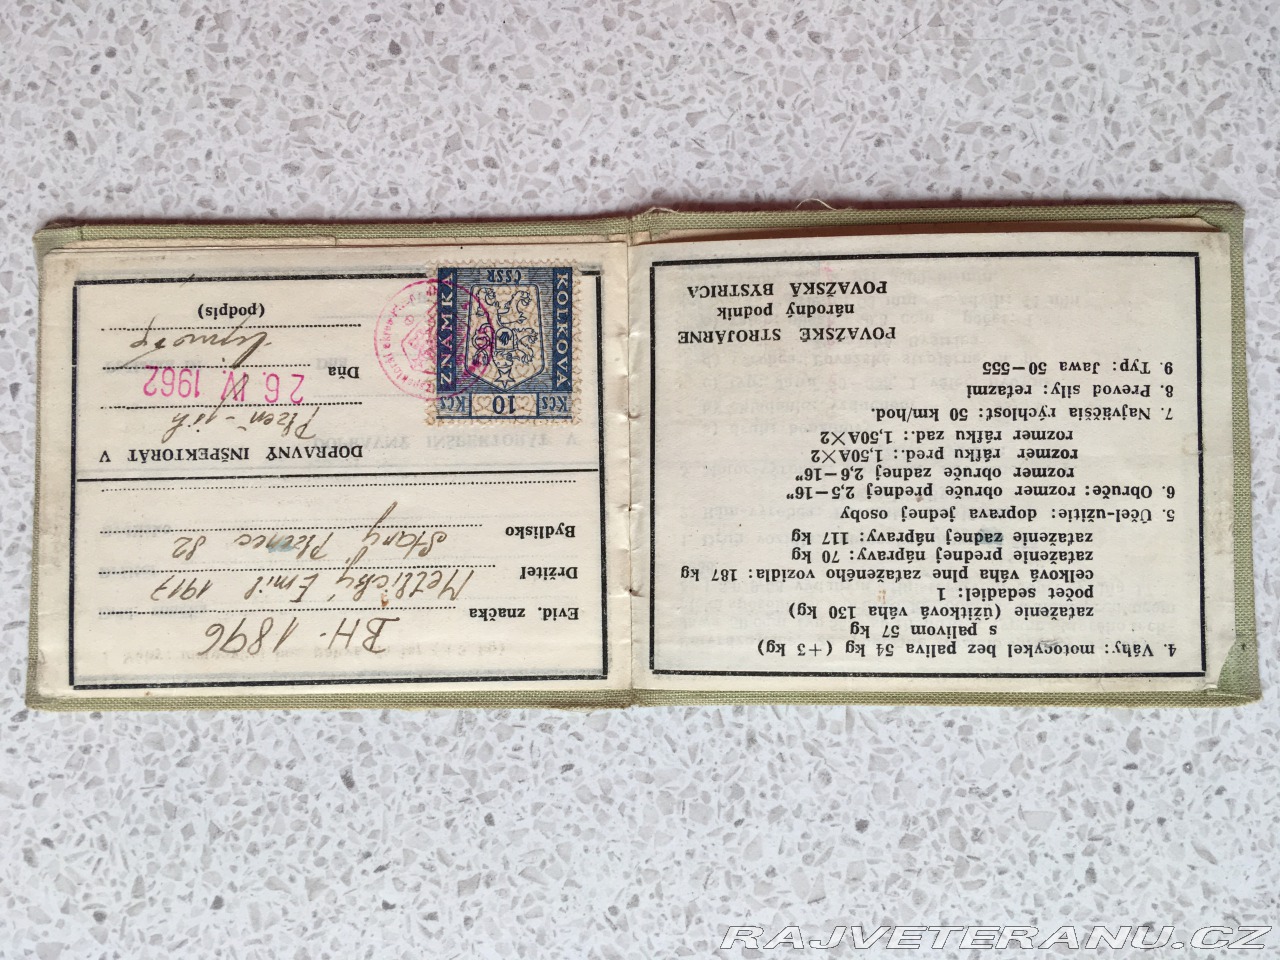 4. Váhy: motocykel bez paliva 54 kg (+3 kg)
s palivom 57 kg
zaťaženie (úžitková váha 130 kg)
počet sedadiel: 1
celková váha plne zaťaženého vozidla: 187 kg
zaťaženie prednej nápravy 70 kg
zaťaženie zadnej nápravy: 117 kg
5. Účel-užitie: doprava jednej osoby
6. Obruče: rozmer obruče prednej 2,5—16"
rozmer obruče zadnej 2,6—16"
rozmer ráfku pred.: 1,50A×2
rozmer ráfku zad.: 1,50A×2
7. Najväčšia rýchlosť: 50 km/hod.
8. Prevod sily: reťazmi
9. Typ: Jawa 50—555
POVAŽSKÉ STROJÁRNE
národný podnik
POVAŽSKÁ BYSTRICA
BH-1896
Evid. značka
Držiteľ Emil 1917
Bydlisko Starý Plzenec 82
DOPRAVNÝ INŠPEKTORÁT V
Plzeň-jih
Dňa 26. IV. 1962
(podpis)
KČS 10 KČS
KOLKOVÁ
ZNÁMKA
ČSSR
RAJVETERANU.CZ